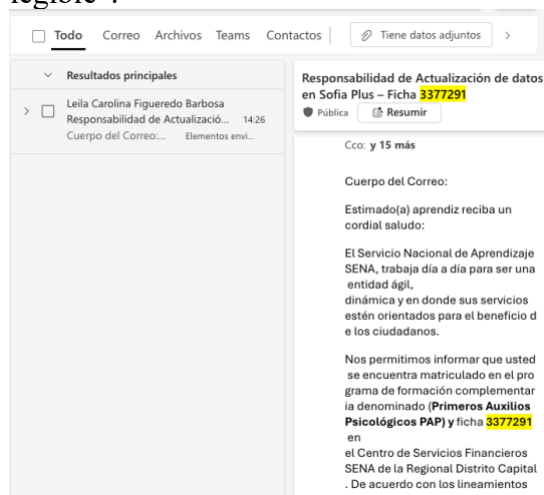 Todo Correo Archivos Teams Contactos Tiene datos adjuntos
Resultados principales
Leila Carolina Figueredo Barbosa
Responsabilidad de Actualizació... 14:26
Cuerpo del Correo:... Elementos envi...
Responsabilidad de Actualización de datos
en Sofia Plus – Ficha 3377291
Pública Resumir
Cco: y 15 más
Cuerpo del Correo:
Estimado(a) aprendiz reciba un
cordial saludo:
El Servicio Nacional de Aprendizaje
SENA, trabaja día a día para ser una
entidad ágil,
dinámica y en donde sus servicios
estén orientados para el beneficio d
e los ciudadanos.
Nos permitimos informar que usted
se encuentra matriculado en el pro
grama de formación complementar
ia denominado (Primeros Auxilios
Psicológicos PAP) y ficha 3377291
en
el Centro de Servicios Financieros
SENA de la Regional Distrito Capital
. De acuerdo con los lineamientos